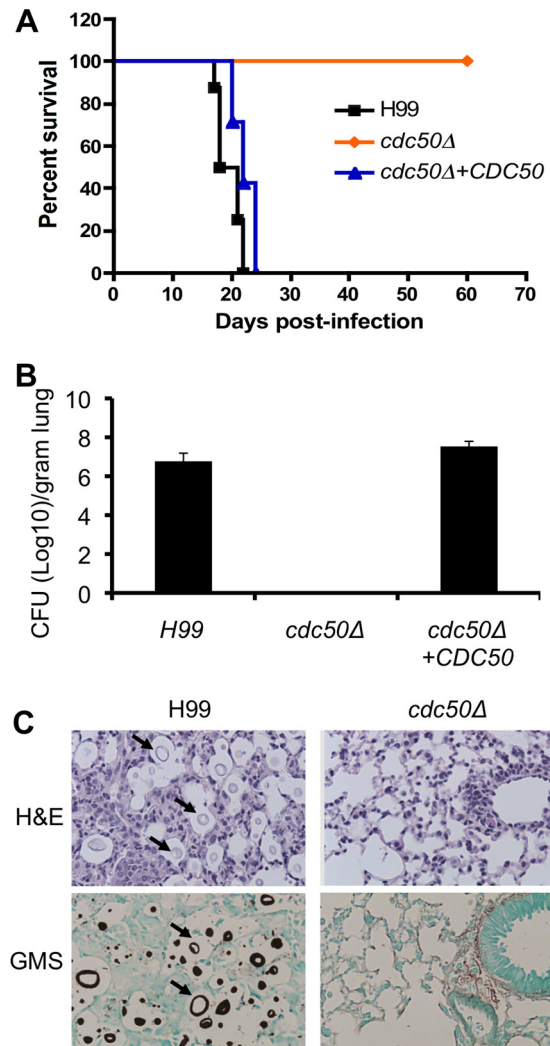 A
120
100
80
60
40
20
0
Percent survival
H99
cdc50Δ
cdc50Δ+CDC50
0 10 20 30 40 50 60 70
Days post-infection
B
10
8
6
4
2
0
CFU (Log10)/gram lung
H99 cdc50Δ cdc50Δ
+CDC50
C
H99 cdc50Δ
H&E
GMS